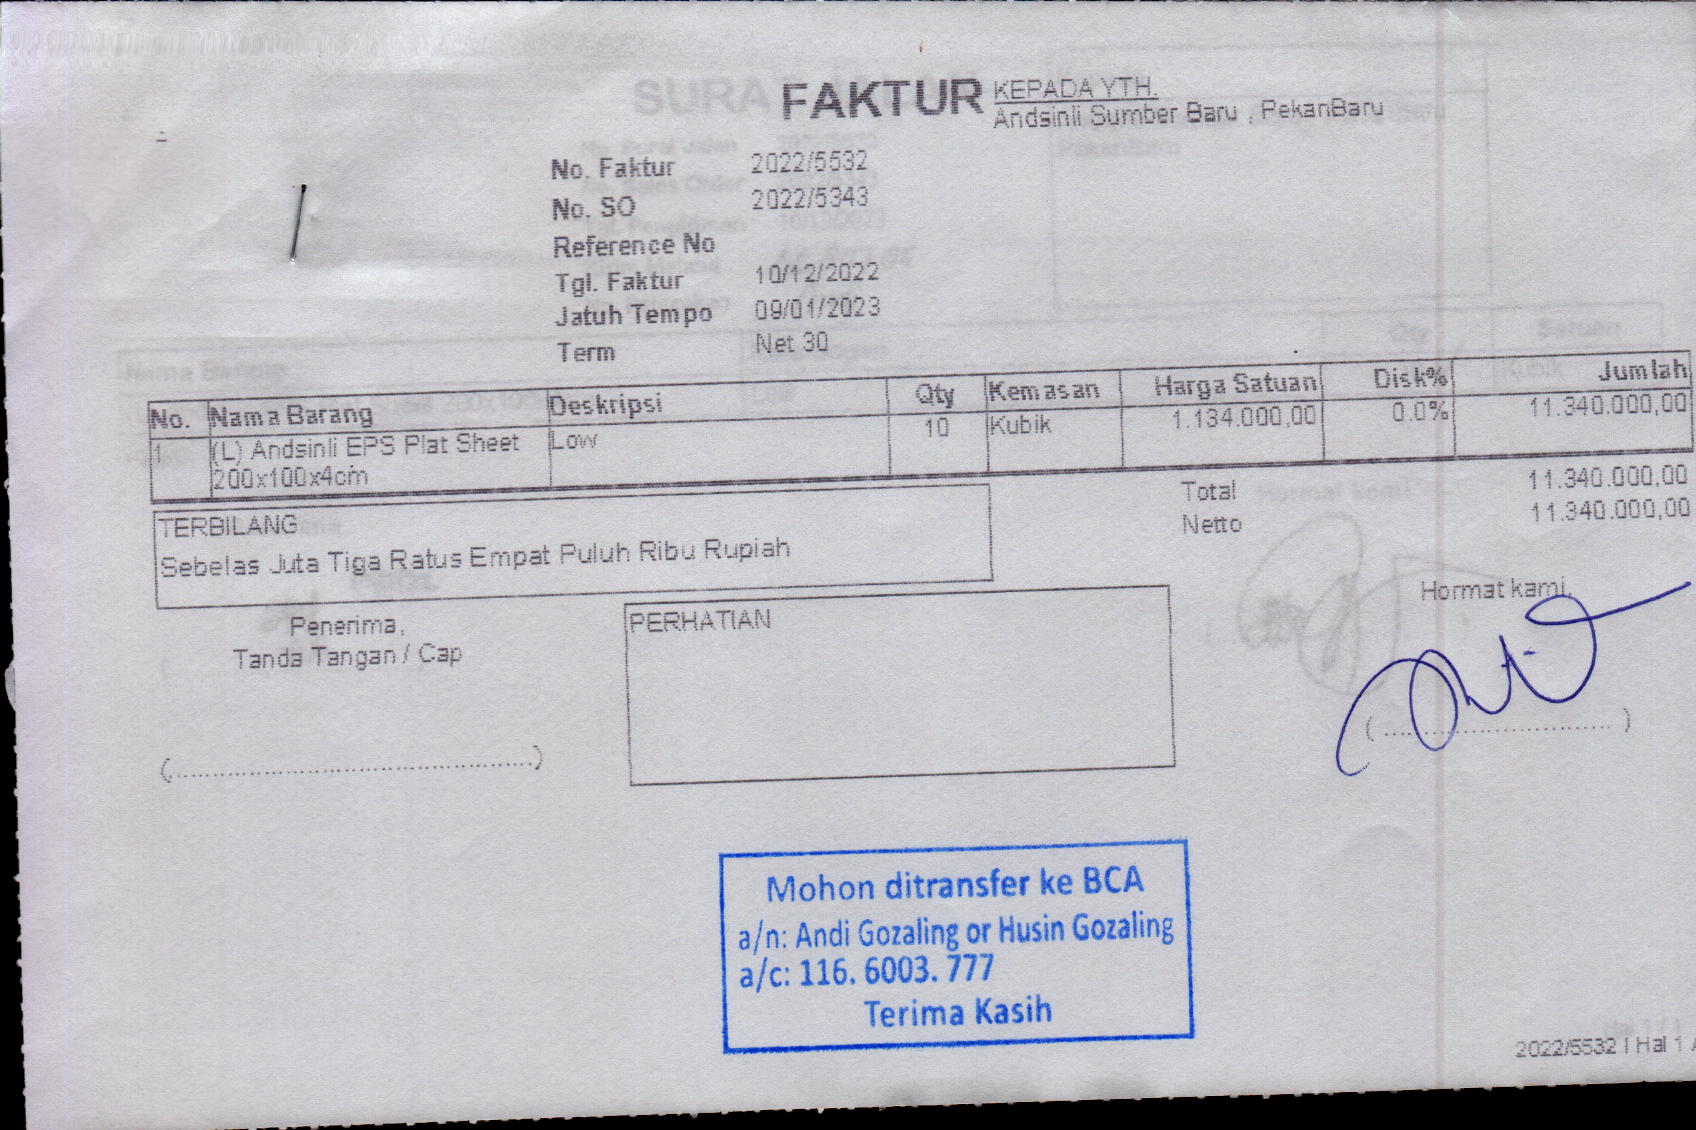 FAKTUR
KEPADA YTH.
Andsinli Sumber Baru , PekanBaru
No. Faktur 2022/5532
No. SO 2022/5343
Reference No
Tgl. Faktur 10/12/2022
Jatuh Tempo 09/01/2023
Term Net 30
No. Nama Barang Deskripsi Qty Kemasan Harga Satuan Disk% Jumlah
1 (L) Andsinli EPS Plat Sheet Low 10 Kubik 1.134.000,00 0.0% 11.340.000,00
200x100x4cm
Total 11.340.000,00
Netto 11.340.000,00
TERBILANG
Sebelas Juta Tiga Ratus Empat Puluh Ribu Rupiah
Hormat kami,
Penerima,
Tanda Tangan / Cap
PERHATIAN
Mohon ditransfer ke BCA
a/n: Andi Gozaling or Husin Gozaling
a/c: 116. 6003. 777
Terima Kasih
2022/5532 | Hal 1 /